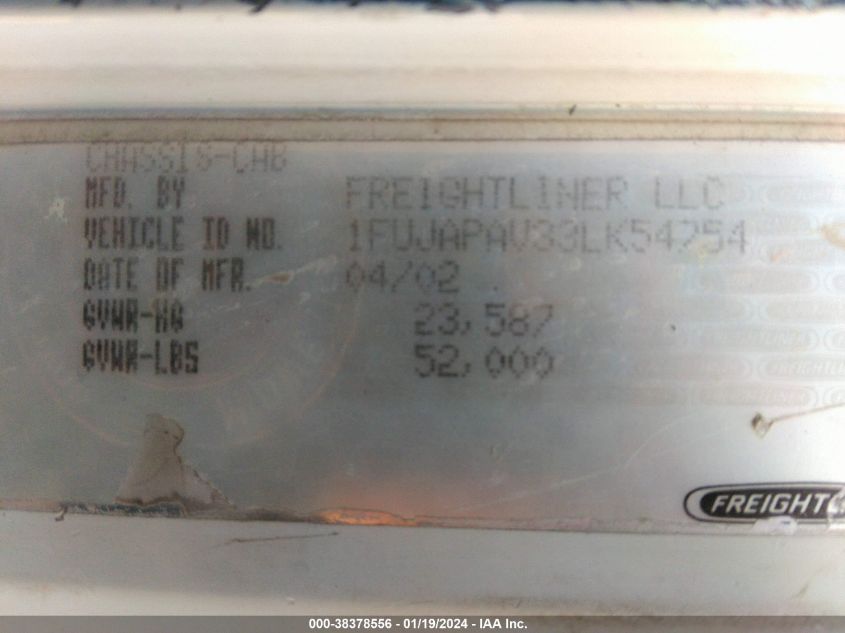 CHASSIS-CAB
MFD. BY FREIGHTLINER LLC
VEHICLE ID NO. 1FUJAPAV33LK54254
DATE OF MFR. 04/02
GVWR-KG 23,587
GVWR-LBS 52,000
FREIGHTL
000-38378556 - 01/19/2024 - IAA Inc.